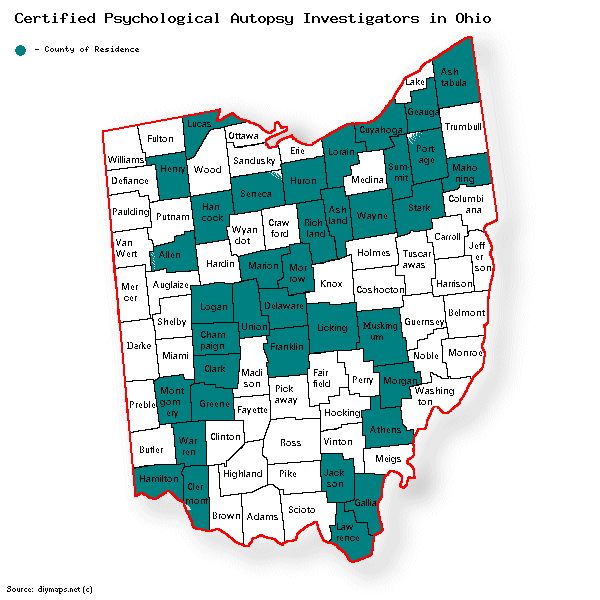 Certified Psychological Autopsy Investigators in Ohio
- County of Residence
Lake
Ash
tabula
Geauga
Lucas
Fulton
Ottawa
Cuyahoga
Trumbull
Williams
Henry
Wood
Sandusky
Erie
Lorain
Port
age
Defiance
Seneca
Huron
Medina
Sum-
mit
Maho
ning
Paulding
Putnam
Han
cock
Wyan
dot
Craw
ford
Rich
land
Ash
land
Wayne
Stark
Columbi
ana
Van
Wert
Allen
Hardin
Marion
Mor
row
Holmes
Tuscar
awas
Carroll
Jeff
er
son
Mer
cer
Auglaize
Logan
Union
Delaware
Knox
Coshocton
Harrison
Shelby
Cham
paign
Licking
Musking
um
Guernsey
Belmont
Darke
Miami
Clark
Madi
son
Franklin
Fair
field
Perry
Morgan
Noble
Monroe
Preble
Mont
gom
ery
Greene
Fayette
Pick
away
Hocking
Washing
ton
Butler
War
ren
Clinton
Ross
Vinton
Athens
Meigs
Hamilton
Cler
mont
Highland
Pike
Jack
son
Gallia
Brown
Adams
Scioto
Law
rence
Source: diymaps.net (c)